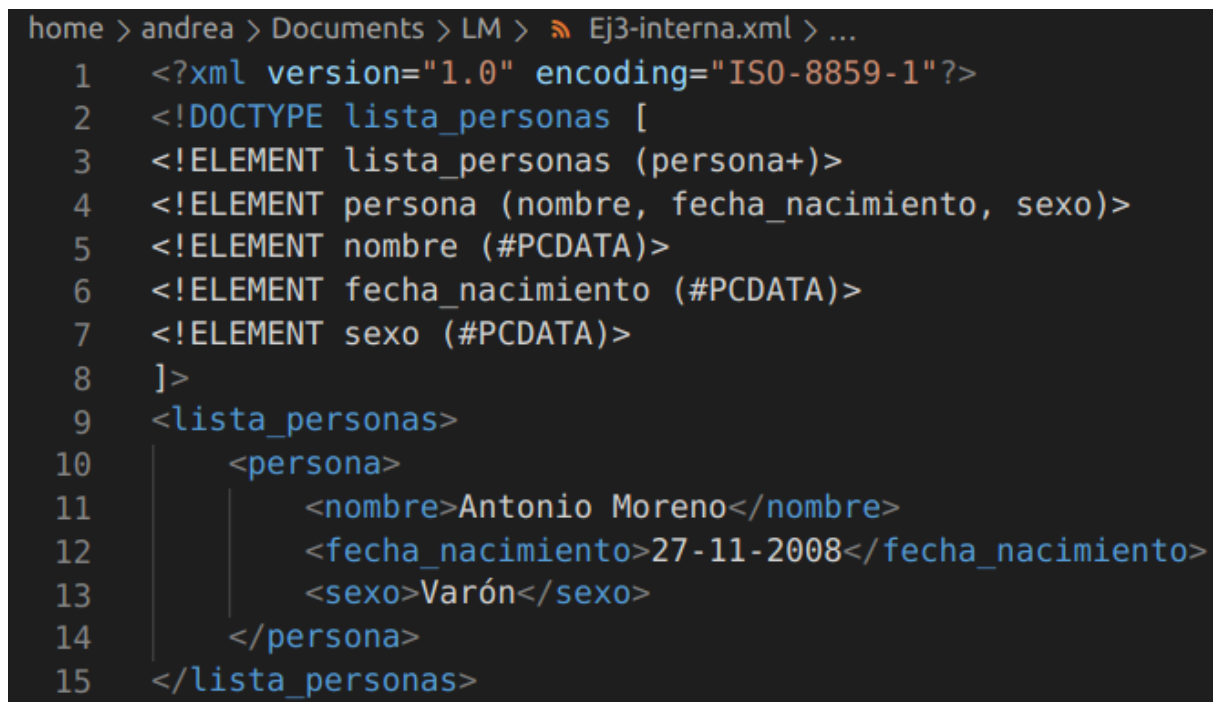 home > andrea > Documents > LM > Ej3-interna.xml > ...
1 <?xml version="1.0" encoding="ISO-8859-1"?>
2 <!DOCTYPE lista_personas [
3 <!ELEMENT lista_personas (persona+)>
4 <!ELEMENT persona (nombre, fecha_nacimiento, sexo)>
5 <!ELEMENT nombre (#PCDATA)>
6 <!ELEMENT fecha_nacimiento (#PCDATA)>
7 <!ELEMENT sexo (#PCDATA)>
8 ]>
9 <lista_personas>
10 <persona>
11 <nombre>Antonio Moreno</nombre>
12 <fecha_nacimiento>27-11-2008</fecha_nacimiento>
13 <sexo>Varón</sexo>
14 </persona>
15 </lista_personas>